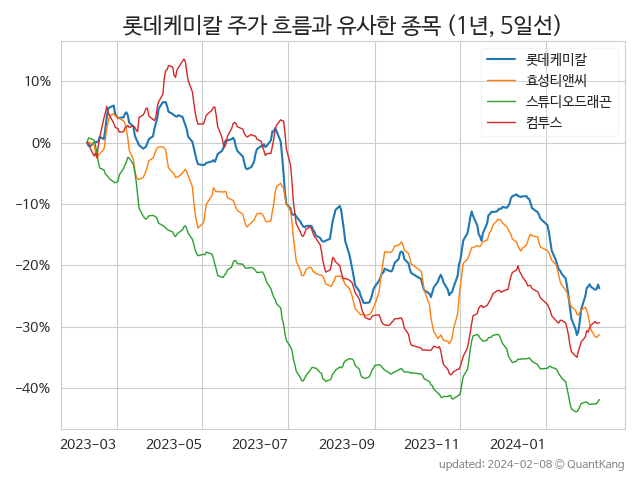 롯데케미칼 주가 흐름과 유사한 종목 (1년, 5일선)
롯데케미칼
효성티앤씨
스튜디오드래곤
컴투스
10%
0%
−10%
−20%
−30%
−40%
2023-03 2023-05 2023-07 2023-09 2023-11 2024-01
updated: 2024-02-08 © QuantKang